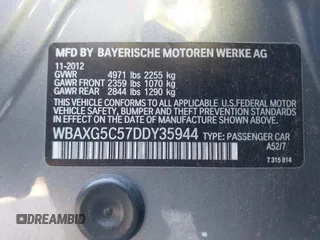 MFD BY BAYERISCHE MOTOREN WERKE AG
11-2012
GVWR 4971 lbs 2255 kg
GAWR FRONT 2359 lbs 1070 kg
GAWR REAR 2844 lbs 1290 kg
THIS VEHICLE CONFORMS TO ALL APPLICABLE U.S. FEDERAL MOTOR VEHICLE SAFETY, BUMPER, AND THEFT PREVENTION STANDARDS IN EFFECT ON THE DATE OF MANUFACTURE SHOWN ABOVE.
WBAXG5C57DDY35944 TYPE: PASSENGER CAR
A52/7
7 315 814
DREAMBID